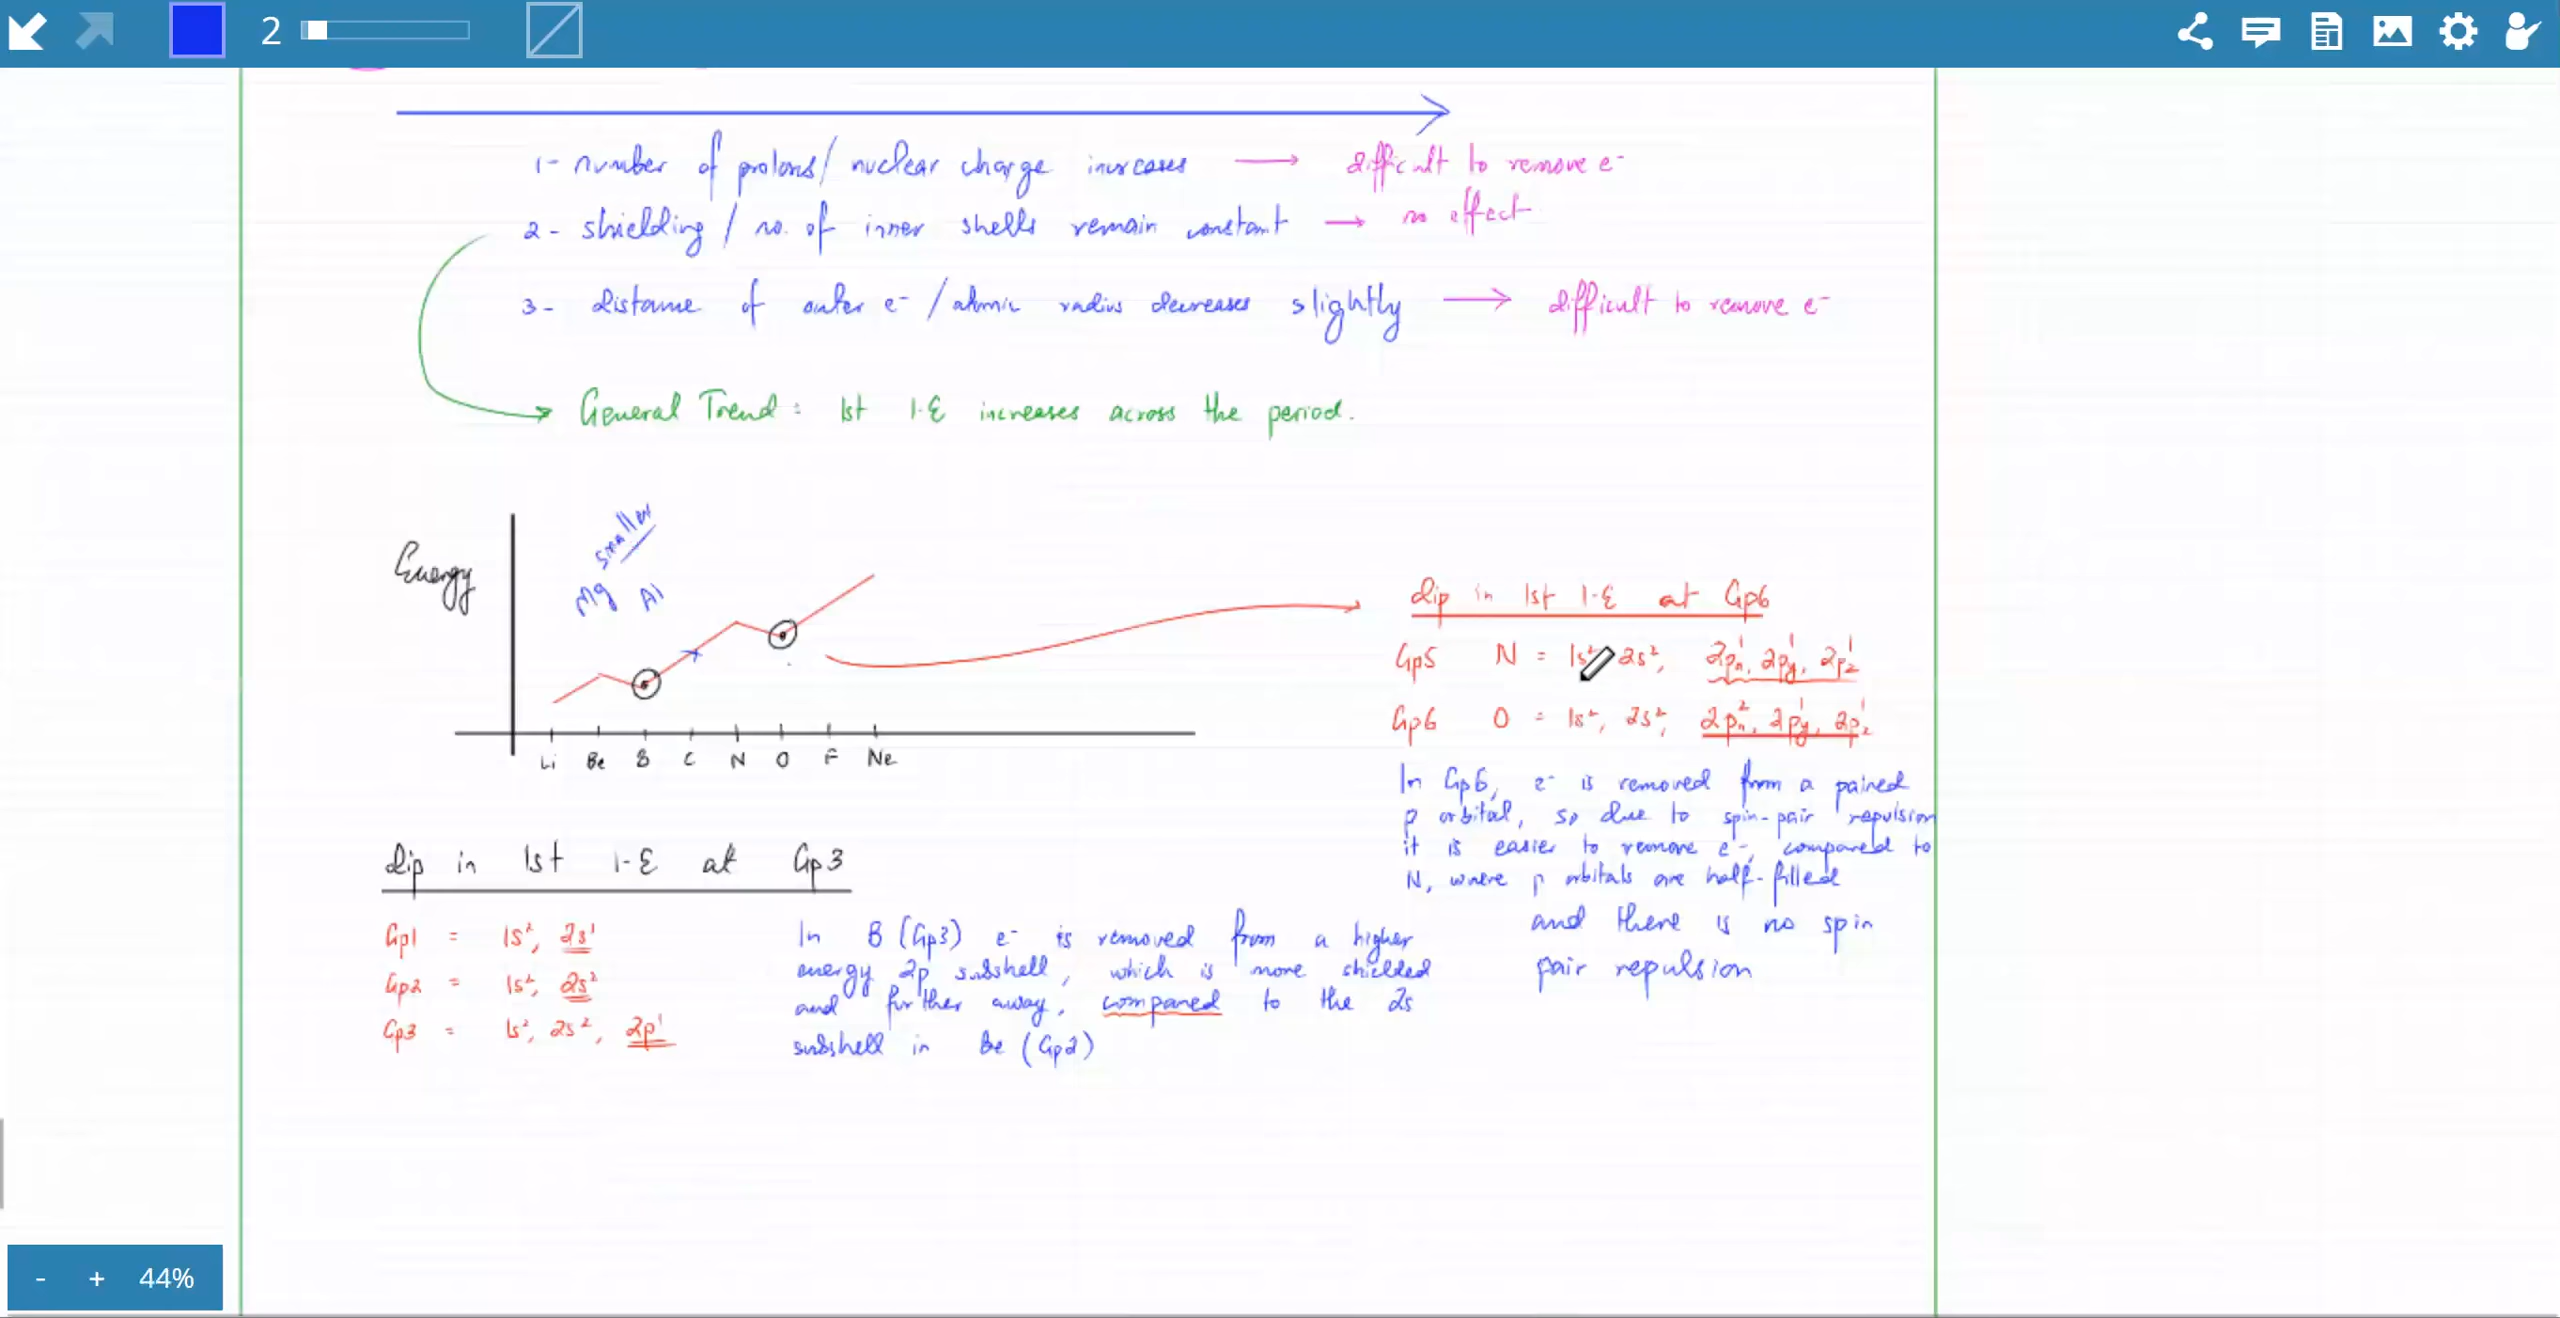 2
1- number of protons/ nuclear charge increases → difficult to remove e⁻
2- shielding / no. of inner shells remain constant → no effect
3- distance of outer e⁻ / atomic radius decreases slightly → difficult to remove e⁻
General Trend: 1st I.E increases across the period.
Energy
smaller
Mg Al
Li Be B C N O F Ne
dip in 1st I-E at Gp6
Gp5 N = 1s², 2s², 2pₓ¹, 2py¹, 2pz¹
Gp6 O = 1s², 2s², 2pₓ², 2py¹, 2pz¹
In Gp6, e⁻ is removed from a paired
p orbital, so due to spin-pair repulsion
it is easier to remove e⁻, compared to
N, where p orbitals are half-filled
and there is no spin
pair repulsion
dip in 1st I-E at Gp3
Gp1 = 1s², 2s¹
Gp2 = 1s², 2s²
Gp3 = 1s², 2s², 2p¹
In B (Gp3) e⁻ is removed from a higher
energy 2p subshell, which is more shielded
and further away, compared to the 2s
subshell in Be (Gp2)
- + 44%